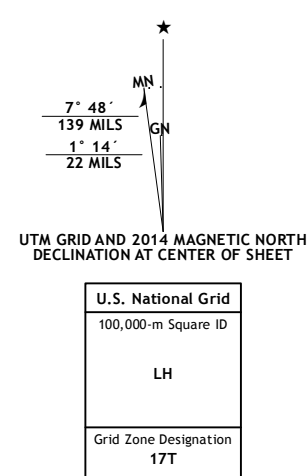 MN
7° 48´
139 MILS
GN
1° 14´
22 MILS
UTM GRID AND 2014 MAGNETIC NORTH
DECLINATION AT CENTER OF SHEET
U.S. National Grid
100,000-m Square ID
LH
Grid Zone Designation
17T